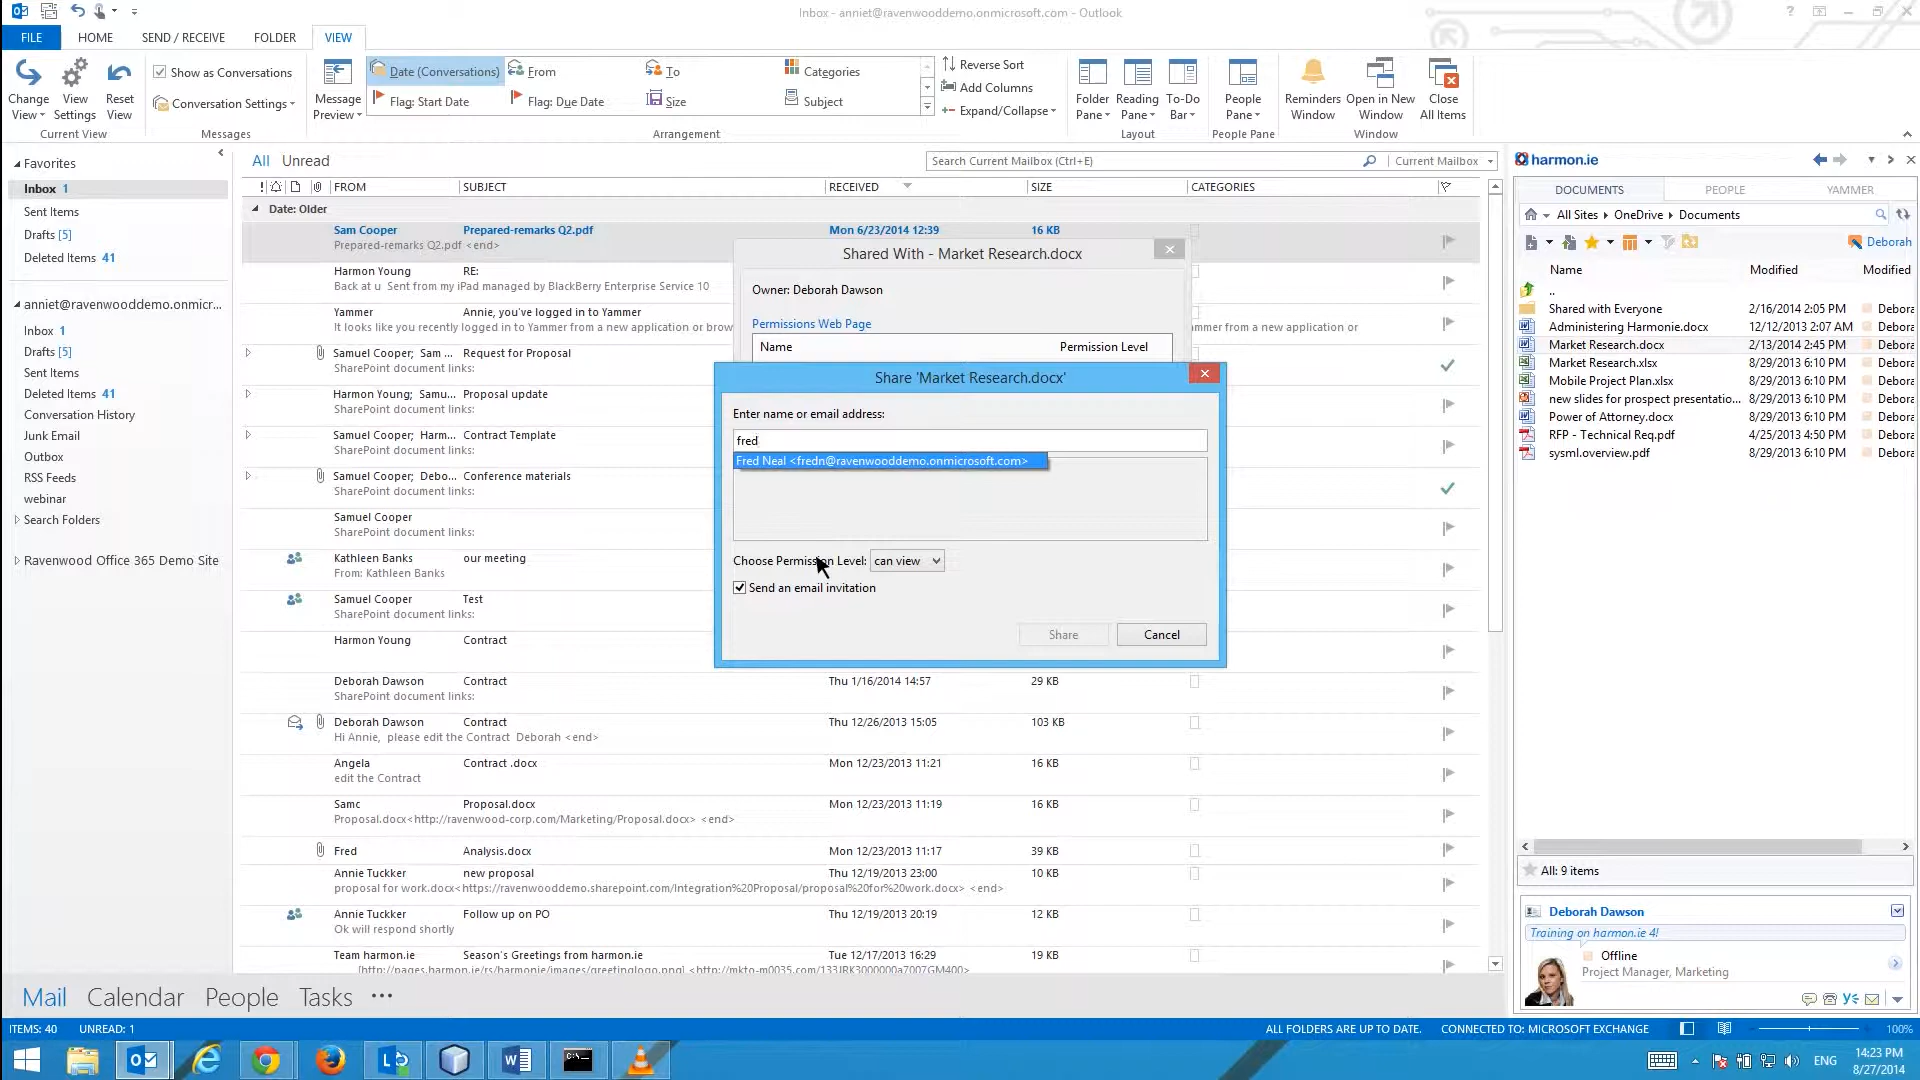 Inbox - anniet@ravenwooddemo.onmicrosoft.com - Outlook
FILE HOME SEND / RECEIVE FOLDER VIEW
Change View
View Settings
Reset View
Current View
Show as Conversations
Conversation Settings
Messages
Message Preview
Date (Conversations) From To Categories
Flag: Start Date Flag: Due Date Size Subject
Arrangement
Reverse Sort
Add Columns
Expand/Collapse
Folder Pane
Reading Pane
To-Do Bar
Layout
People Pane
People Pane
Reminders Window
Open in New Window
Close All Items
Window
Favorites
Inbox 1
Sent Items
Drafts [5]
Deleted Items 41
anniet@ravenwooddemo.onmicr...
Inbox 1
Drafts [5]
Sent Items
Deleted Items 41
Conversation History
Junk Email
Outbox
RSS Feeds
webinar
Search Folders
Ravenwood Office 365 Demo Site
All Unread
Search Current Mailbox (Ctrl+E) Current Mailbox
! FROM SUBJECT RECEIVED SIZE CATEGORIES
Date: Older
Sam Cooper Prepared-remarks Q2.pdf Mon 6/23/2014 12:39 16 KB
Prepared-remarks Q2.pdf <end>
Harmon Young RE:
Back at u Sent from my iPad managed by BlackBerry Enterprise Service 10
Yammer Annie, you've logged in to Yammer
It looks like you recently logged in to Yammer from a new application or brow
ammer from a new application or
Samuel Cooper; Sam ... Request for Proposal
SharePoint document links:
Harmon Young; Samu... Proposal update
SharePoint document links:
Samuel Cooper; Harm... Contract Template
SharePoint document links:
Samuel Cooper; Debo... Conference materials
SharePoint document links:
Samuel Cooper
SharePoint document links:
Kathleen Banks our meeting
From: Kathleen Banks
Samuel Cooper Test
SharePoint document links:
Harmon Young Contract
Deborah Dawson Contract Thu 1/16/2014 14:57 29 KB
SharePoint document links:
Deborah Dawson Contract Thu 12/26/2013 15:05 103 KB
Hi Annie, please edit the Contract Deborah <end>
Angela Contract .docx Mon 12/23/2013 11:21 16 KB
edit the Contract
Samc Proposal.docx Mon 12/23/2013 11:19 16 KB
Proposal.docx<http://ravenwood-corp.com/Marketing/Proposal.docx> <end>
Fred Analysis.docx Mon 12/23/2013 11:17 39 KB
Annie Tuckker new proposal Thu 12/19/2013 23:00 10 KB
proposal for work.docx<https://ravenwooddemo.sharepoint.com/Integration%20Proposal/proposal%20for%20work.docx> <end>
Annie Tuckker Follow up on PO Thu 12/19/2013 20:19 12 KB
Ok will respond shortly
Team harmon.ie Season's Greetings from harmon.ie Tue 12/17/2013 16:29 19 KB
Shared With - Market Research.docx
Owner: Deborah Dawson
Permissions Web Page
Name Permission Level
Share 'Market Research.docx'
Enter name or email address:
fred
Fred Neal <fredn@ravenwooddemo.onmicrosoft.com>
Choose Permission Level: can view
Send an email invitation
Share Cancel
harmon.ie
DOCUMENTS PEOPLE YAMMER
All Sites OneDrive Documents
Deborah
Name Modified Modified
..
Shared with Everyone 2/16/2014 2:05 PM Debora
Administering Harmonie.docx 12/12/2013 2:07 AM Debora
Market Research.docx 2/13/2014 2:45 PM Debora
Market Research.xlsx 8/29/2013 6:10 PM Debora
Mobile Project Plan.xlsx 8/29/2013 6:10 PM Debora
new slides for prospect presentatio... 8/29/2013 6:10 PM Debora
Power of Attorney.docx 8/29/2013 6:10 PM Debora
RFP - Technical Req.pdf 4/25/2013 4:50 PM Debora
sysml.overview.pdf 8/29/2013 6:10 PM Debora
All: 9 items
Deborah Dawson
Training on harmon.ie 4!
Offline
Project Manager, Marketing
Mail Calendar People Tasks ...
ITEMS: 40 UNREAD: 1
ALL FOLDERS ARE UP TO DATE. CONNECTED TO: MICROSOFT EXCHANGE 100%
ENG
14:23 PM
8/27/2014